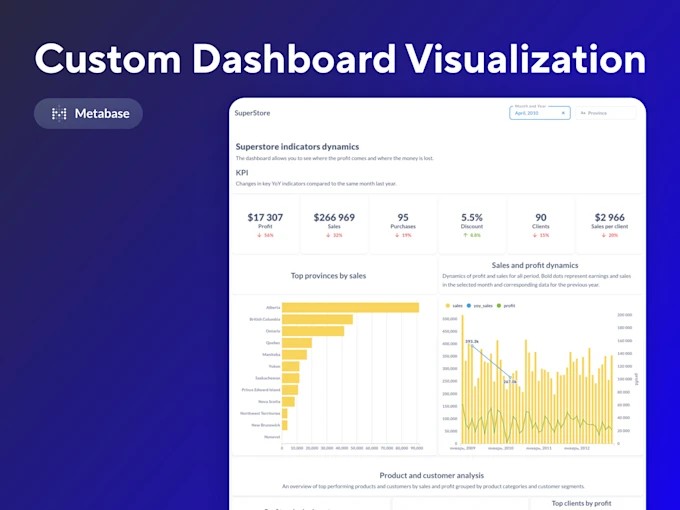 Custom Dashboard Visualization
Metabase
SuperStore
Month and Year
April, 2010
Province
Superstore indicators dynamics
The dashboard allows you to see where the profit comes and where the money is lost.
KPI
Changes in key YoY indicators compared to the same month last year.
$17 307
Profit
↓ 56%
$266 969
Sales
↓ 32%
95
Purchases
↓ 19%
5.5%
Discount
↑ 4.8%
90
Clients
↓ 15%
$2 966
Sales per client
↓ 20%
Top provinces by sales
Alberta
British Columbia
Ontario
Quebec
Manitoba
Yukon
Saskachewan
Prince Edward Island
Nova Scotia
Northwest Territories
New Brunswick
Nunavut
0 10,000 20,000 30,000 40,000 50,000 60,000 70,000 80,000 90,000
Sales and profit dynamics
Dynamics of profit and sales for all period. Bold dots represent earnings and sales
in the selected month and corresponding data for the previous year.
sales yoy_sales profit
500,000
450,000
400,000
350,000
300,000
250,000
200,000
150,000
100,000
50,000
0
200 000
180 000
160 000
140 000
120 000
100 000
80 000
60 000
40 000
20 000
0
profit
январь, 2009 январь, 2010 январь, 2011 январь, 2012
Product and customer analysis
An overview of top performing products and customers by sales and profit grouped by product categories and customer segments.
Top clients by profit